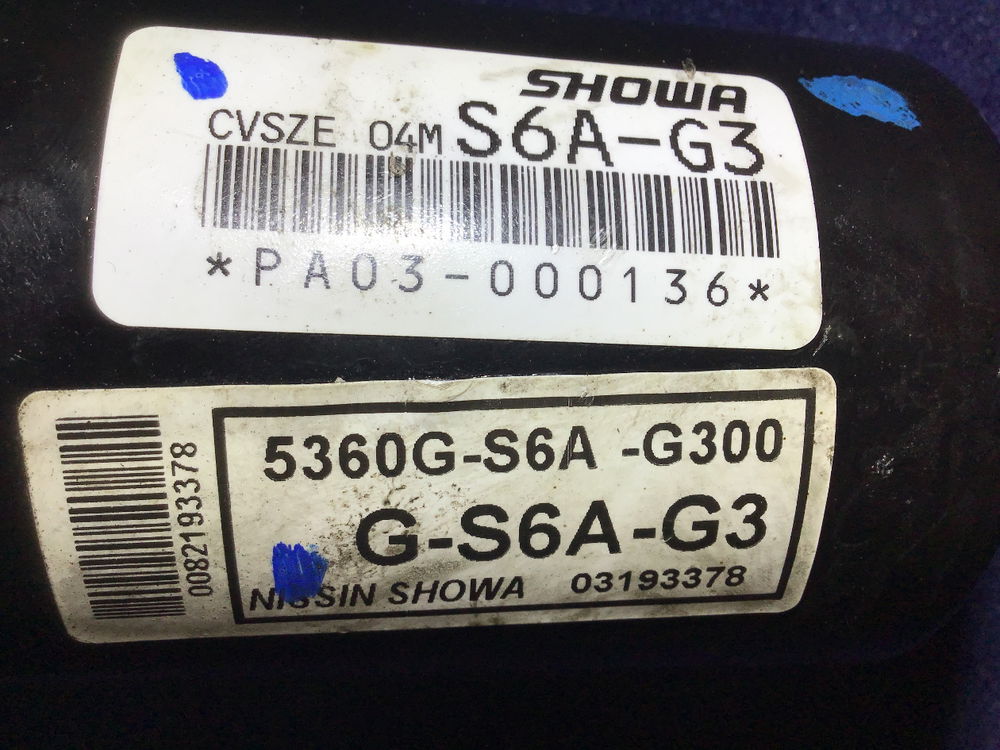 SHOWA
CVSZE 04M S6A-G3
*PA03-000136*
0082193378
5360G-S6A -G300
G-S6A-G3
NISSIN SHOWA 03193378